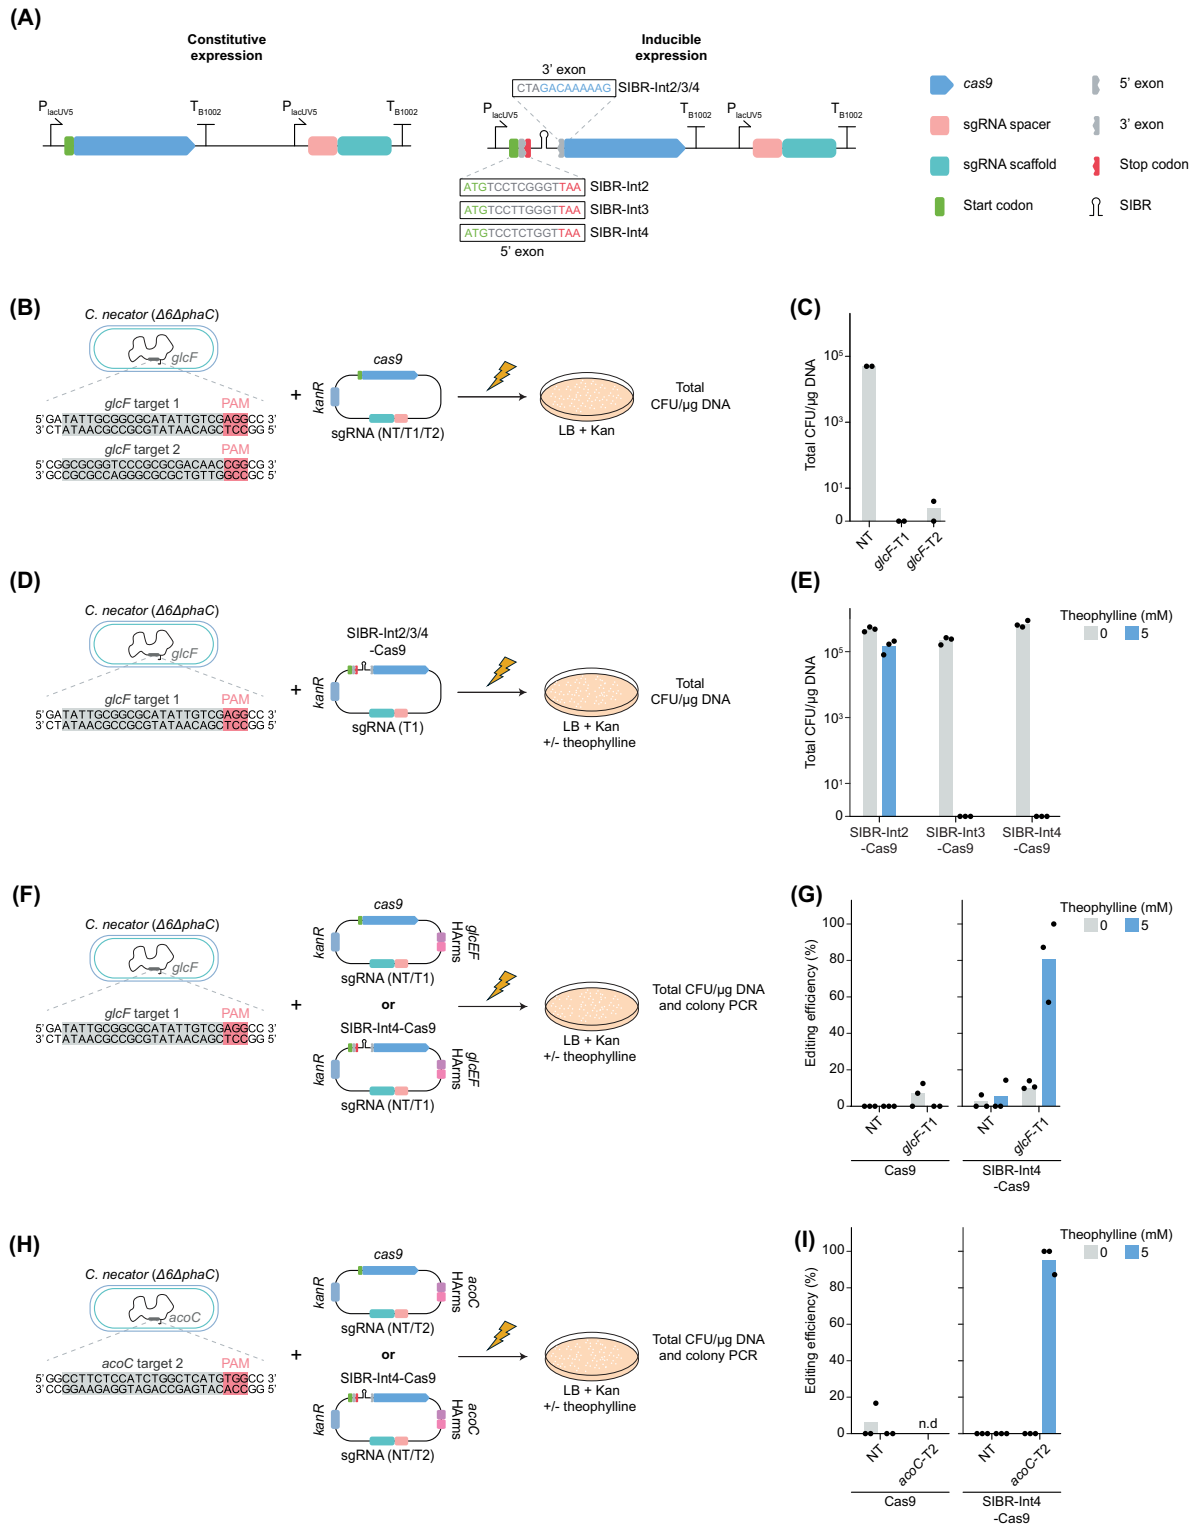 (A)
Constitutive
expression
Inducible
expression
3' exon
CTAGACAAAAAG SIBR-Int2/3/4
PlacUV5
TB1002
PlacUV5
TB1002
PlacUV5
TB1002
PlacUV5
TB1002
ATGTCCTCGGGTTAA SIBR-Int2
ATGTCCTTGGGTTAA SIBR-Int3
ATGTCCTCTGGTTAA SIBR-Int4
5' exon
cas9
5' exon
sgRNA spacer
3' exon
sgRNA scaffold
Stop codon
Start codon
SIBR
(B)
C. necator (Δ6ΔphaC)
glcF
glcF target 1 PAM
5' GATATTGCGGCGCATATTGTCGAGGCC 3'
3' CTATAACGCCGCGTATAACAGCTCCGG 5'
glcF target 2 PAM
5' CGGCGCGGTCCCGCGCGACAACCGGCG 3'
3' GCCGCGCCAGGGCGCGCTGTTGGCCGC 5'
+
cas9
kanR
sgRNA (NT/T1/T2)
LB + Kan
Total
CFU/µg DNA
(C)
Total CFU/µg DNA
10⁵
10³
10¹
0
NT
glcF-T1
glcF-T2
(D)
C. necator (Δ6ΔphaC)
glcF
glcF target 1 PAM
5' GATATTGCGGCGCATATTGTCGAGGCC 3'
3' CTATAACGCCGCGTATAACAGCTCCGG 5'
+
SIBR-Int2/3/4
-Cas9
kanR
sgRNA (T1)
LB + Kan
+/- theophylline
Total
CFU/µg DNA
(E)
Total CFU/µg DNA
10⁵
10³
10¹
0
SIBR-Int2
-Cas9
SIBR-Int3
-Cas9
SIBR-Int4
-Cas9
Theophylline (mM)
0 5
(F)
C. necator (Δ6ΔphaC)
glcF
glcF target 1 PAM
5' GATATTGCGGCGCATATTGTCGAGGCC 3'
3' CTATAACGCCGCGTATAACAGCTCCGG 5'
+
cas9
kanR
glcEF
HArms
sgRNA (NT/T1)
or
SIBR-Int4-Cas9
kanR
glcEF
HArms
sgRNA (NT/T1)
LB + Kan
+/- theophylline
Total CFU/µg DNA
and colony PCR
(G)
Editing efficiency (%)
100
80
60
40
20
0
NT
glcF-T1
NT
glcF-T1
Cas9
SIBR-Int4
-Cas9
Theophylline (mM)
0 5
(H)
C. necator (Δ6ΔphaC)
acoC
acoC target 2 PAM
5' GGCCTTCTCCATCTGGCTCATGTGGCC 3'
3' CCGGAAGAGGTAGACCGAGTACACCGG 5'
+
cas9
kanR
acoC
HArms
sgRNA (NT/T2)
or
SIBR-Int4-Cas9
kanR
acoC
HArms
sgRNA (NT/T2)
LB + Kan
+/- theophylline
Total CFU/µg DNA
and colony PCR
(I)
Editing efficiency (%)
100
80
60
40
20
0
n.d
NT
acoC-T2
NT
acoC-T2
Cas9
SIBR-Int4
-Cas9
Theophylline (mM)
0 5